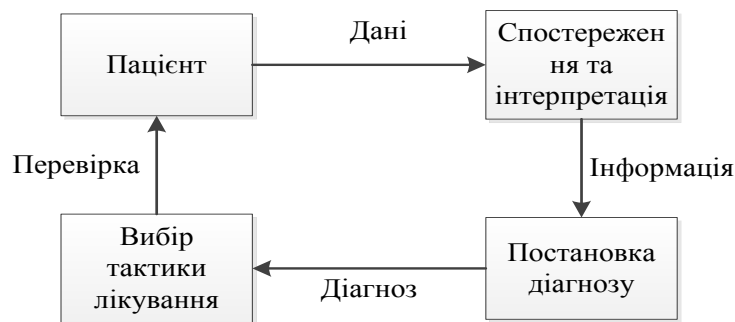 Дані
Пацієнт
Спостережен
ня та
інтерпретація
Перевірка
Інформація
Вибір
тактики
лікування
Діагноз
Постановка
діагнозу